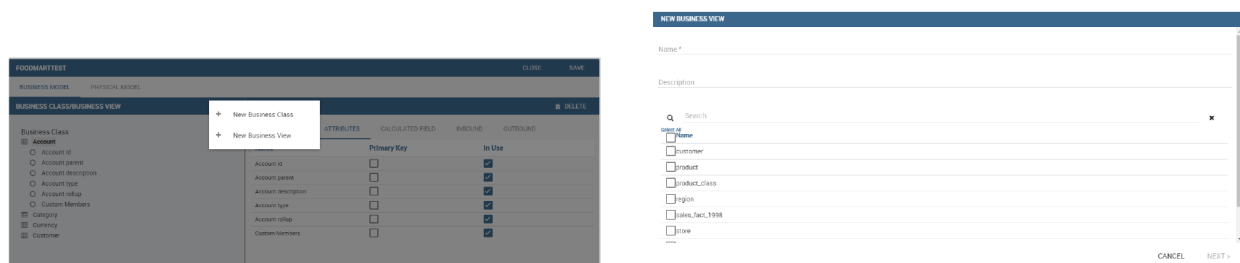 FOODMARTTEST
CLOSE SAVE
BUSINESS MODEL PHYSICAL MODEL
BUSINESS CLASS/BUSINESS VIEW
DELETE
+ New Business Class
+ New Business View
Business Class
Account
Account id
Account parent
Account description
Account type
Account rollup
Custom Members
Category
Currency
Customer
ATTRIBUTES CALCULATED FIELD INBOUND OUTBOUND
Primary Key In Use
Account id
Account parent
Account description
Account type
Account rollup
Custom Members
NEW BUSINESS VIEW
Name *
Description
Search
Select All
Name
customer
product
product_class
region
sales_fact_1998
store
CANCEL NEXT >